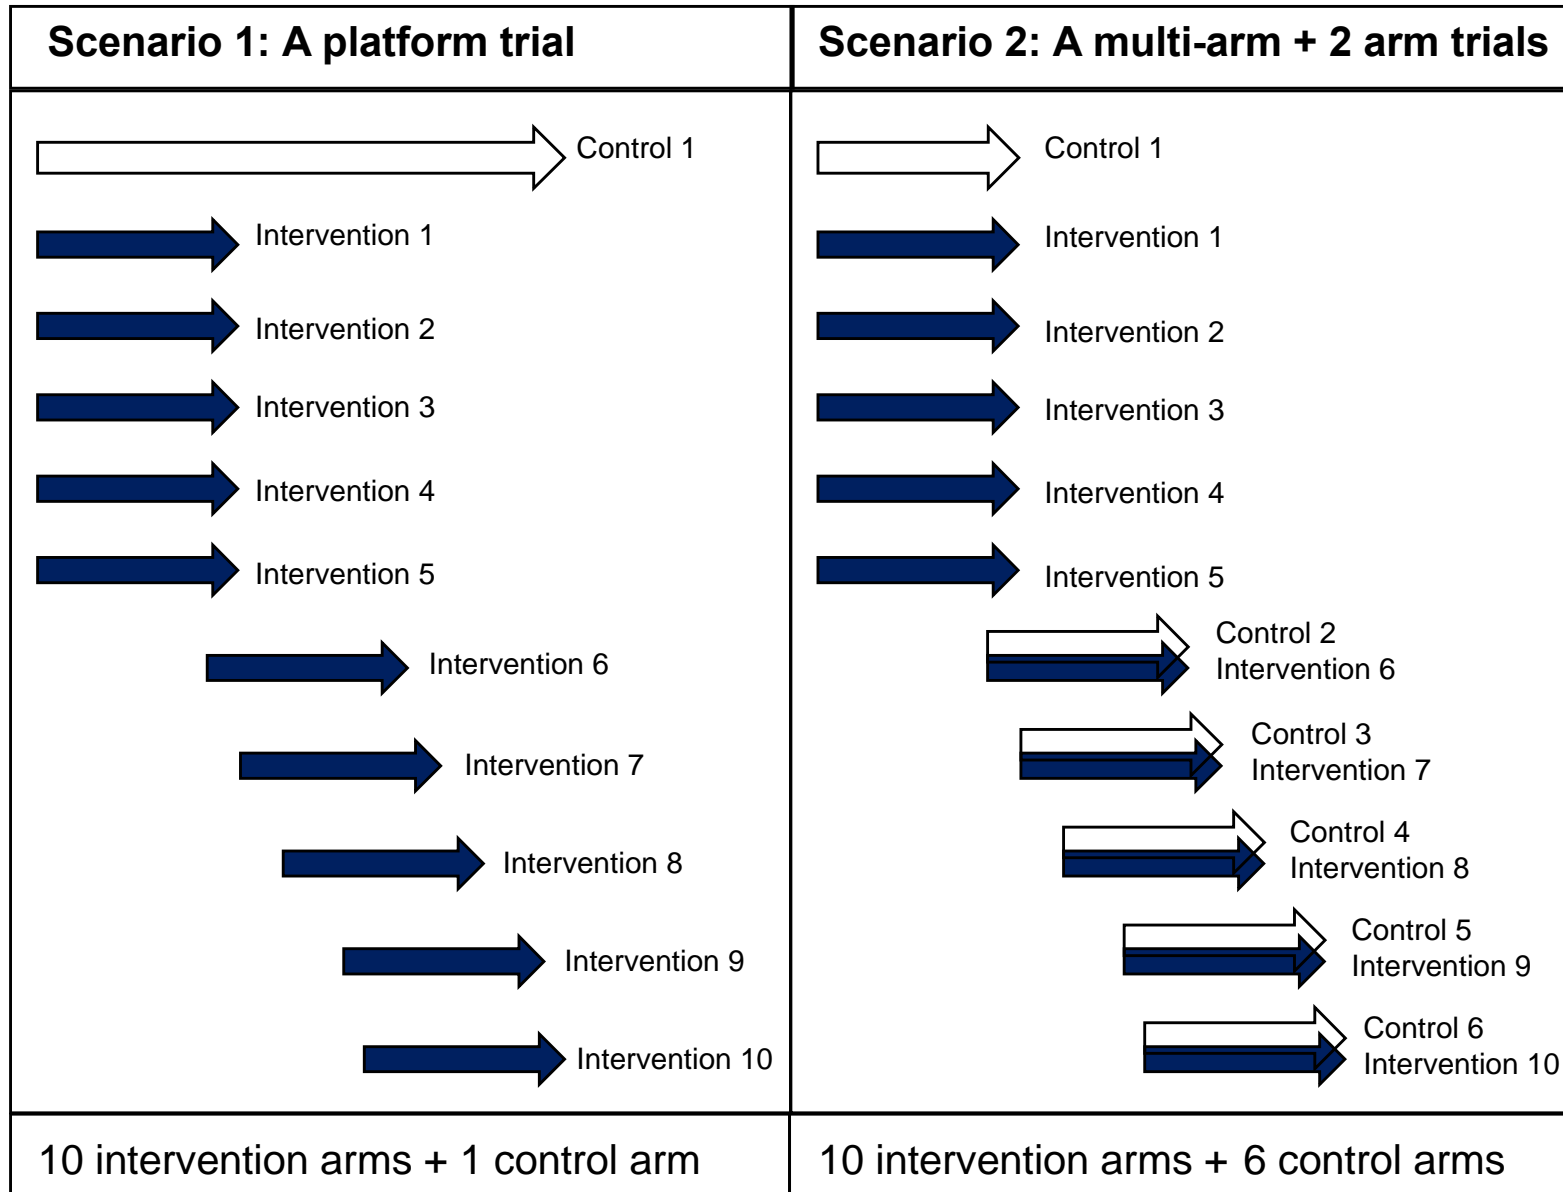 Scenario 1: A platform trial
Scenario 2: A multi-arm + 2 arm trials
Control 1
Intervention 1
Intervention 2
Intervention 3
Intervention 4
Intervention 5
Intervention 6
Intervention 7
Intervention 8
Intervention 9
Intervention 10
Control 1
Intervention 1
Intervention 2
Intervention 3
Intervention 4
Intervention 5
Control 2
Intervention 6
Control 3
Intervention 7
Control 4
Intervention 8
Control 5
Intervention 9
Control 6
Intervention 10
10 intervention arms + 1 control arm
10 intervention arms + 6 control arms